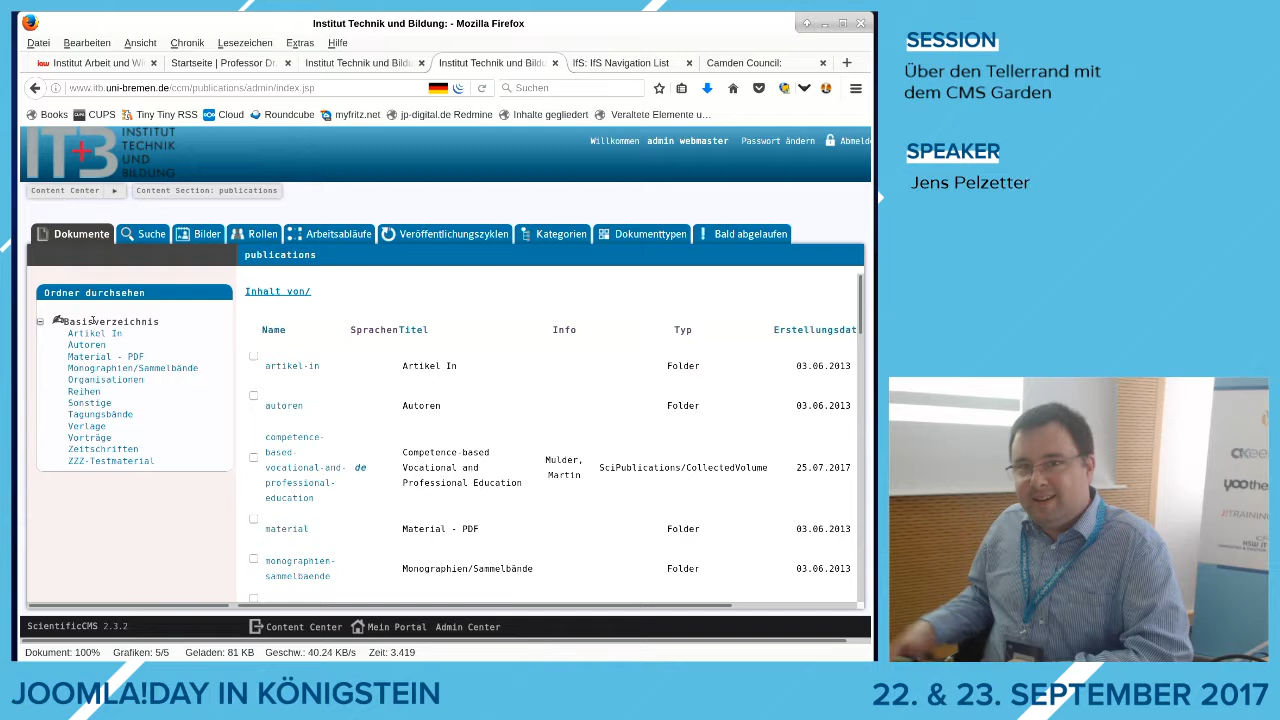 Institut Technik und Bildung: - Mozilla Firefox
Datei Bearbeiten Ansicht Chronik Lesezeichen Extras Hilfe
iaw Institut Arbeit und Wi Startseite | Professor Dr. Institut Technik und Bildu Institut Technik und Bildu IfS: IfS Navigation List Camden Council:
www.itb.uni-bremen.de/ccm/publications/admin/index.jsp Suchen
Books CUPS Tiny Tiny RSS Cloud Roundcube myfritz.net jp-digital.de Redmine Inhalte gegliedert Veraltete Elemente u...
IT+B INSTITUT
TECHNIK
UND
BILDUNG
Willkommen admin webmaster Passwort ändern Abmeld
Content Center Content Section: publications
Dokumente Suche Bilder Rollen Arbeitsabläufe Veröffentlichungszyklen Kategorien Dokumenttypen Bald abgelaufen
publications
Ordner durchsehen
Basisverzeichnis
Artikel In
Autoren
Material - PDF
Monographien/Sammelbände
Organisationen
Reihen
Sonstige
Tagungsbände
Verlage
Vorträge
Zeitschriften
ZZZ-Testmaterial
Inhalt von/
Name Sprachen Titel Info Typ Erstellungsdat
artikel-in Artikel In Folder 03.06.2013
autoren Autoren Folder 03.06.2013
competence-
based-
vocational-and-
professional-
education
de
Competence-based
Vocational and
Professional Education
Mulder,
Martin
SciPublications/CollectedVolume 25.07.2017
material Material - PDF Folder 03.06.2013
monographien-
sammelbaende
Monographien/Sammelbände Folder 03.06.2013
ScientificCMS 2.3.2 Content Center Mein Portal Admin Center
Dokument: 100% Grafiken: 5/5 Geladen: 81 KB Geschw.: 40.24 KB/s Zeit: 3.419
SESSION
Über den Tellerrand mit
dem CMS Garden
SPEAKER
Jens Pelzetter
yoothe
JOOMLA!DAY IN KÖNIGSTEIN
22. & 23. SEPTEMBER 2017